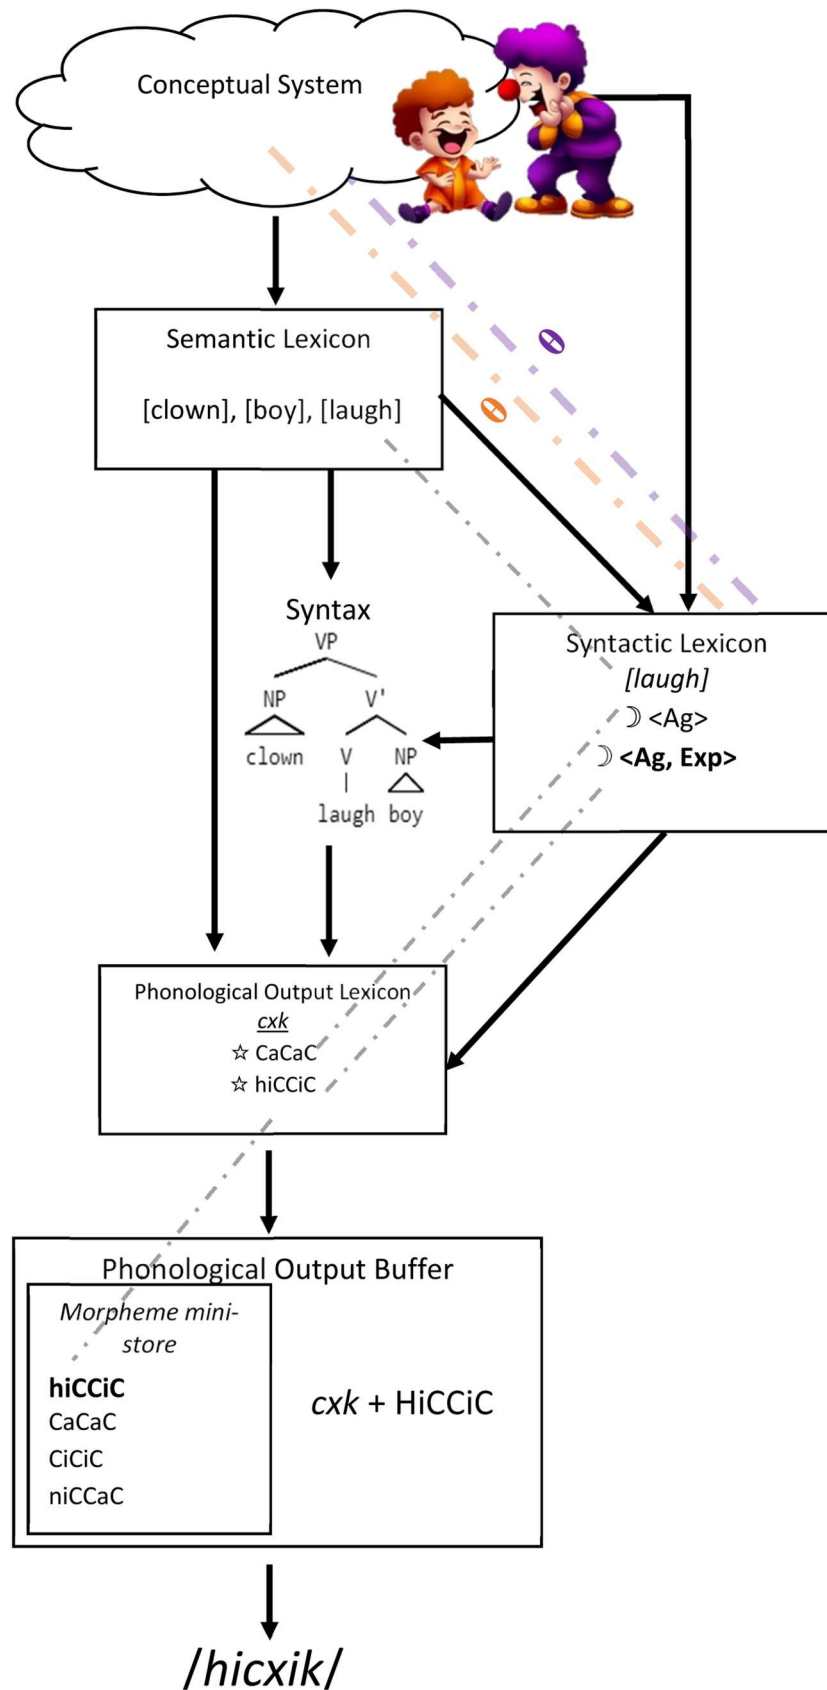 Conceptual System
Semantic Lexicon
[clown], [boy], [laugh]
θ
θ
Syntax
VP
NP V'
clown V NP
laugh boy
Syntactic Lexicon
[laugh]
☽ <Ag>
☽ <Ag, Exp>
Phonological Output Lexicon
cxk
☆ CaCaC
☆ hiCCiC
Phonological Output Buffer
Morpheme mini-
store
hiCCiC
CaCaC
CiCiC
niCCaC
cxk + HiCCiC
/hicxik/